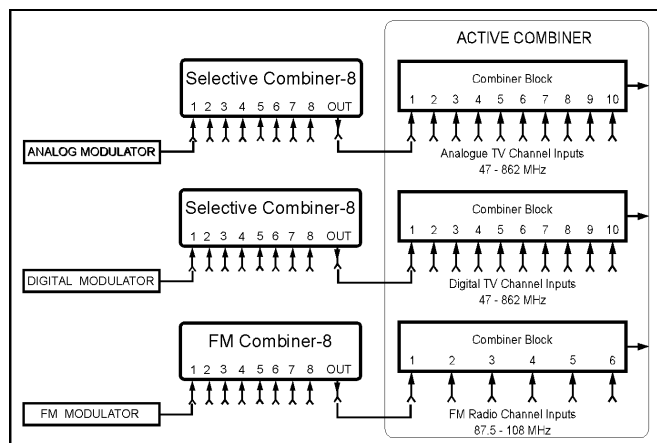 ACTIVE COMBINER
Selective Combiner-8
1 2 3 4 5 6 7 8 OUT
Combiner Block
1 2 3 4 5 6 7 8 9 10
ANALOG MODULATOR
Analogue TV Channel Inputs
47 - 862 MHz
Selective Combiner-8
1 2 3 4 5 6 7 8 OUT
Combiner Block
1 2 3 4 5 6 7 8 9 10
DIGITAL MODULATOR
Digital TV Channel Inputs
47 - 862 MHz
FM Combiner-8
1 2 3 4 5 6 7 8 OUT
Combiner Block
1 2 3 4 5 6
FM MODULATOR
FM Radio Channel Inputs
87.5 - 108 MHz